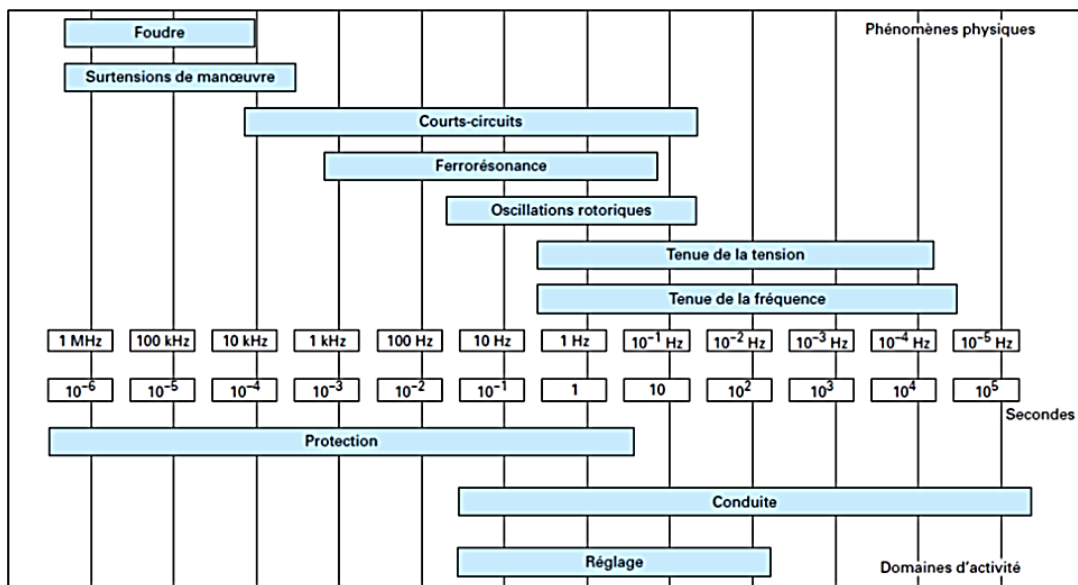 Foudre
Phénomènes physiques
Surtensions de manœuvre
Courts-circuits
Ferrorésonance
Oscillations rotoriques
Tenue de la tension
Tenue de la fréquence
1 MHz 100 kHz 10 kHz 1 kHz 100 Hz 10 Hz 1 Hz 10⁻¹ Hz 10⁻² Hz 10⁻³ Hz 10⁻⁴ Hz 10⁻⁵ Hz
10⁻⁶ 10⁻⁵ 10⁻⁴ 10⁻³ 10⁻² 10⁻¹ 1 10 10² 10³ 10⁴ 10⁵
Secondes
Protection
Conduite
Réglage
Domaines d'activité